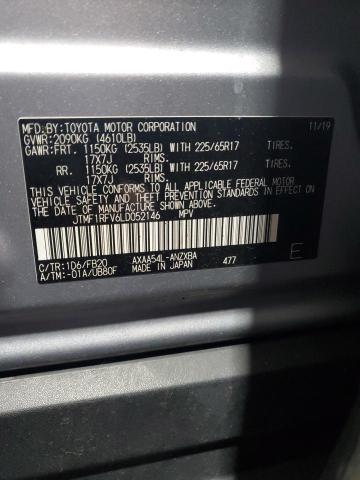 MFD.BY:TOYOTA MOTOR CORPORATION 11/19
GVWR:2090KG (4610LB)
GAWR:FRT. 1150KG (2535LB) WITH 225/65R17
17X7J RIMS.
RR. 1150KG (2535LB) WITH 225/65R17
17X7J RIMS.
THIS VEHICLE CONFORMS TO ALL APPLICABLE FEDERAL MOTOR
VEHICLE SAFETY, BUMPER, AND THEFT PREVENTION STANDARDS IN EFFECT
ON THE DATE OF MANUFACTURE SHOWN ABOVE.
JTMF1RFV6LD052146 MPV
C/TR:1D6/FB20 AXAA54L-ANZXBA 477 E
A/TM:-01A/UB80F MADE IN JAPAN